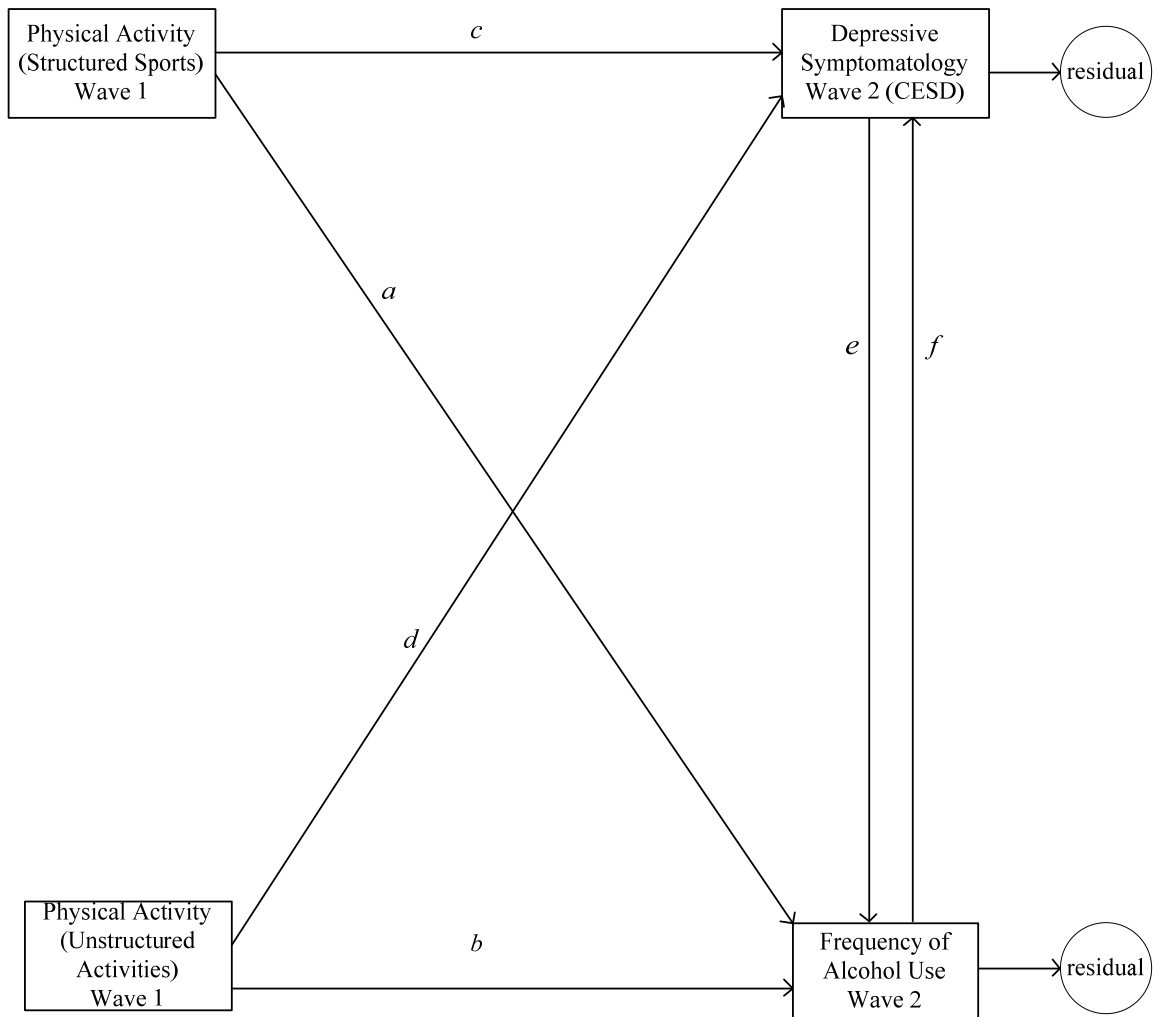 Physical Activity
(Structured Sports)
Wave 1
c
Depressive
Symptomatology
Wave 2 (CESD)
residual
a
e
f
d
Physical Activity
(Unstructured
Activities)
Wave 1
b
Frequency of
Alcohol Use
Wave 2
residual